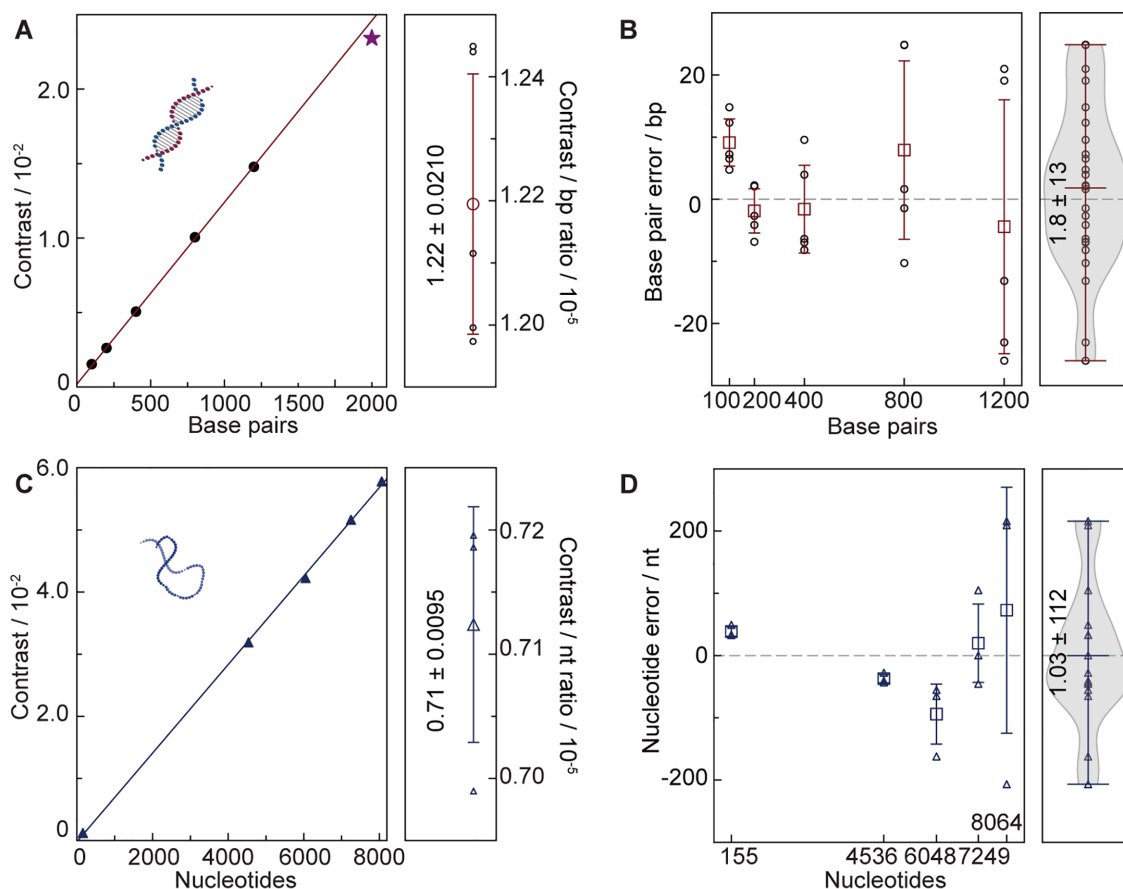 A
Contrast / 10⁻²
2.0
1.0
0
0
500
1000
1500
2000
Base pairs
1.22 ± 0.0210
1.24
1.22
1.20
Contrast / bp ratio / 10⁻⁵
B
Base pair error / bp
20
0
-20
100
200
400
800
1200
Base pairs
1.8 ± 13
C
Contrast / 10⁻²
6.0
4.0
2.0
0
0
2000
4000
6000
8000
Nucleotides
0.71 ± 0.0095
0.72
0.71
0.70
Contrast / nt ratio / 10⁻⁵
D
Nucleotide error / nt
200
0
-200
8064
155
4536
6048
7249
Nucleotides
1.03 ± 112